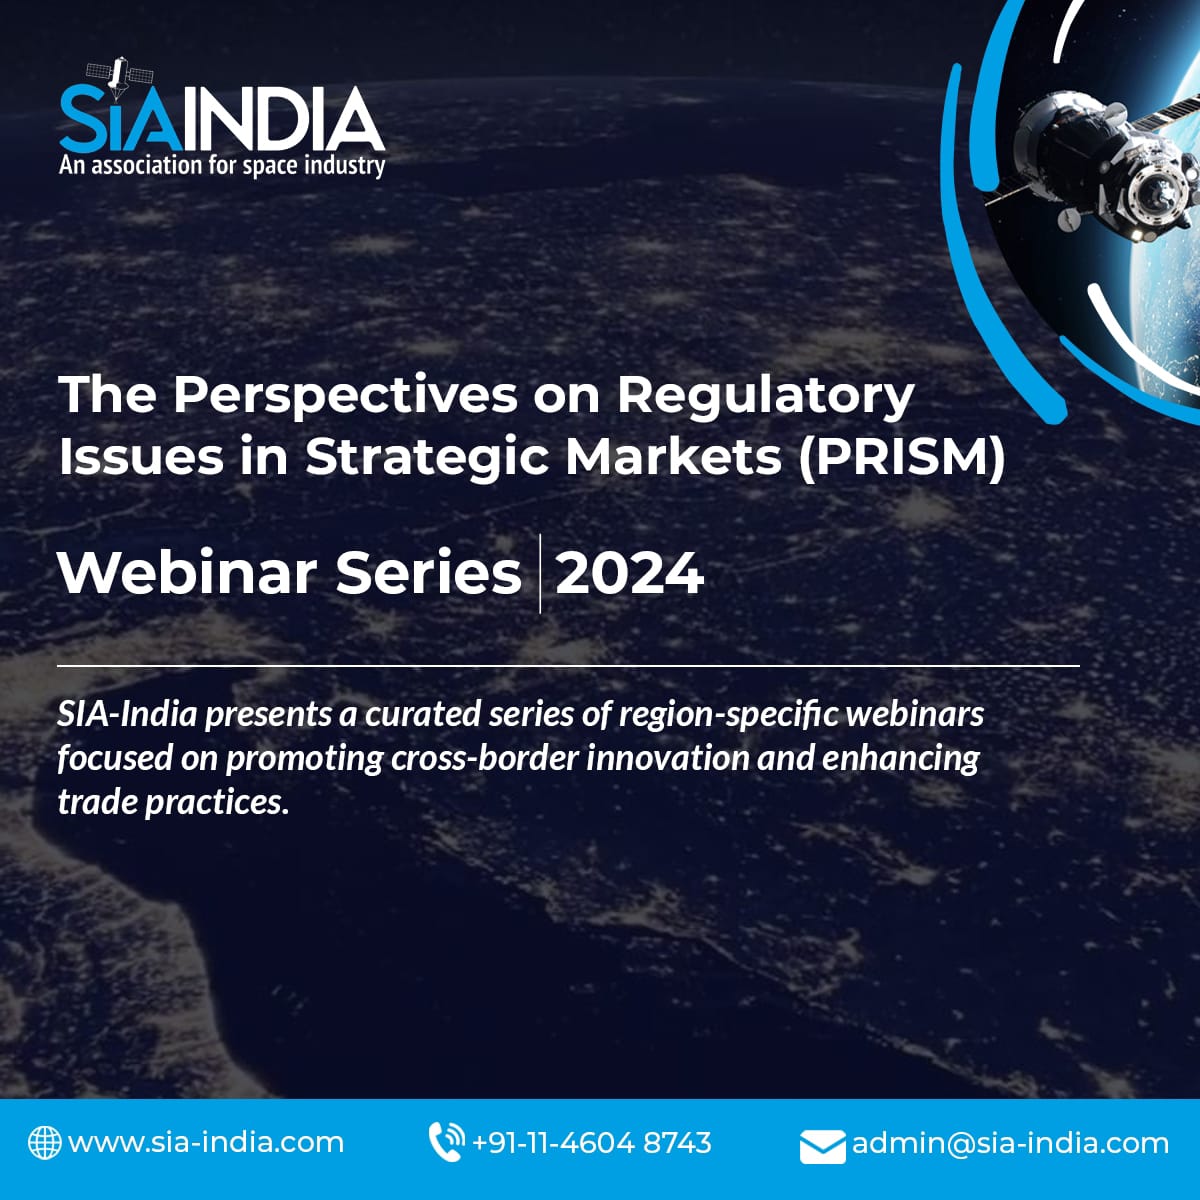 SiAINDIA
An association for space industry
The Perspectives on Regulatory
Issues in Strategic Markets (PRISM)
Webinar Series | 2024
SIA-India presents a curated series of region-specific webinars
focused on promoting cross-border innovation and enhancing
trade practices.
www.sia-india.com +91-11-4604 8743 admin@sia-india.com